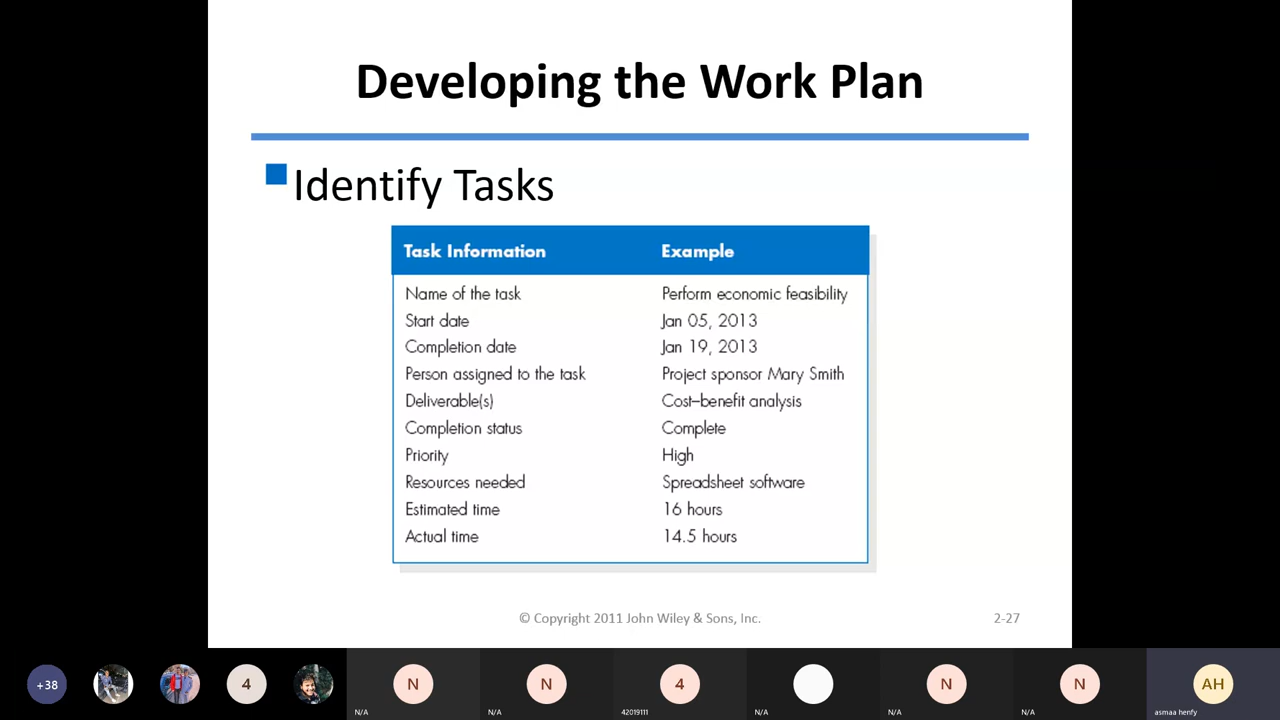 Developing the Work Plan
Identify Tasks
Task Information Example
Name of the task Perform economic feasibility
Start date Jan 05, 2013
Completion date Jan 19, 2013
Person assigned to the task Project sponsor Mary Smith
Deliverable(s) Cost–benefit analysis
Completion status Complete
Priority High
Resources needed Spreadsheet software
Estimated time 16 hours
Actual time 14.5 hours
© Copyright 2011 John Wiley & Sons, Inc. 2-27
+38 4 N N 4 N N AH
N/A N/A 42019111 N/A N/A N/A asmaa henfy